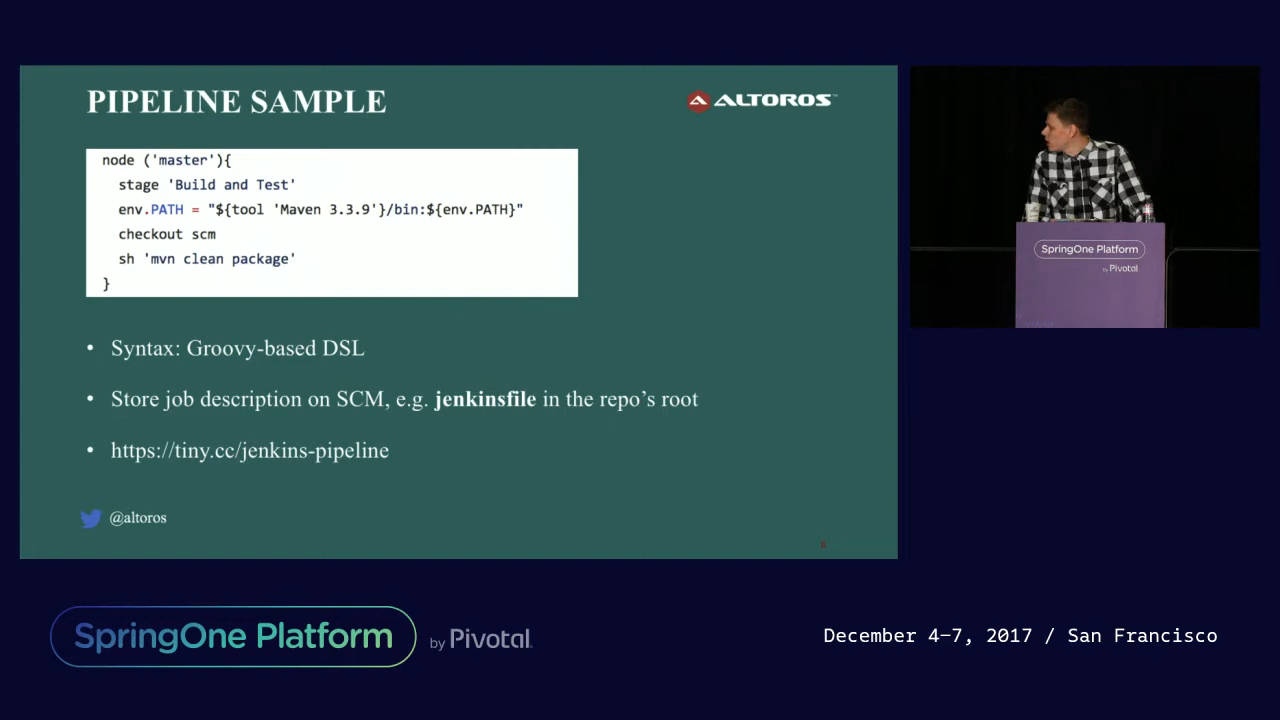 PIPELINE SAMPLE
ALTOROS
node ('master'){
stage 'Build and Test'
env.PATH = "${tool 'Maven 3.3.9'}/bin:${env.PATH}"
checkout scm
sh 'mvn clean package'
}
• Syntax: Groovy-based DSL
• Store job description on SCM, e.g. jenkinsfile in the repo's root
• https://tiny.cc/jenkins-pipeline
@altoros
8
SpringOne Platform
by Pivotal
SpringOne Platform by Pivotal.
December 4–7, 2017 / San Francisco